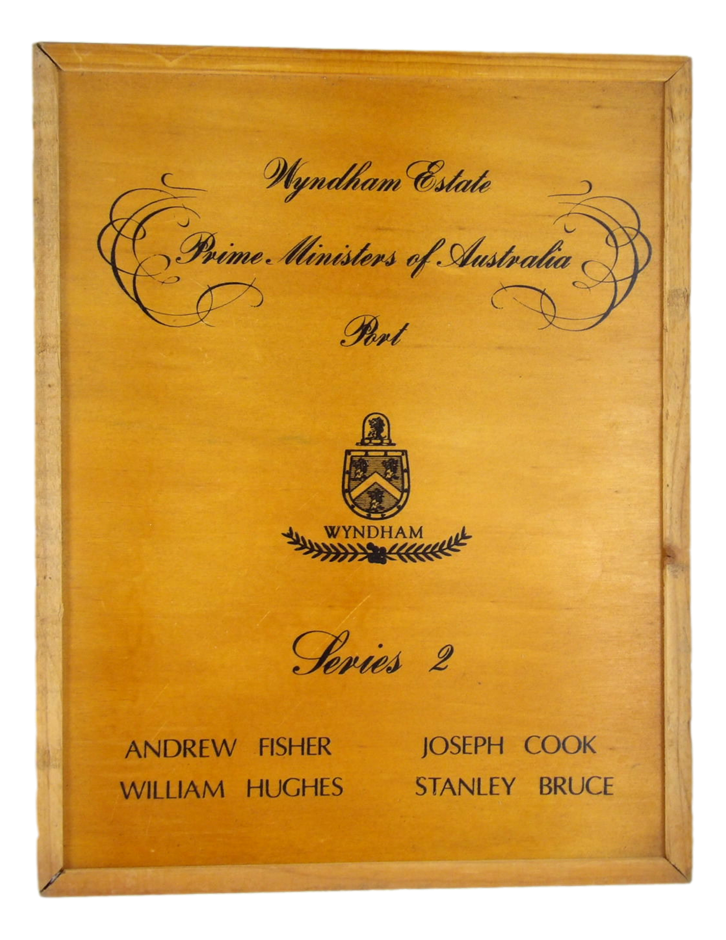 Wyndham Estate
Prime Ministers of Australia
Port
WYNDHAM
Series 2
ANDREW FISHER JOSEPH COOK
WILLIAM HUGHES STANLEY BRUCE